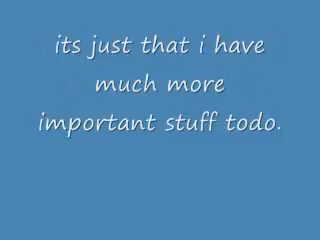 its just that i have
much more
important stuff todo.